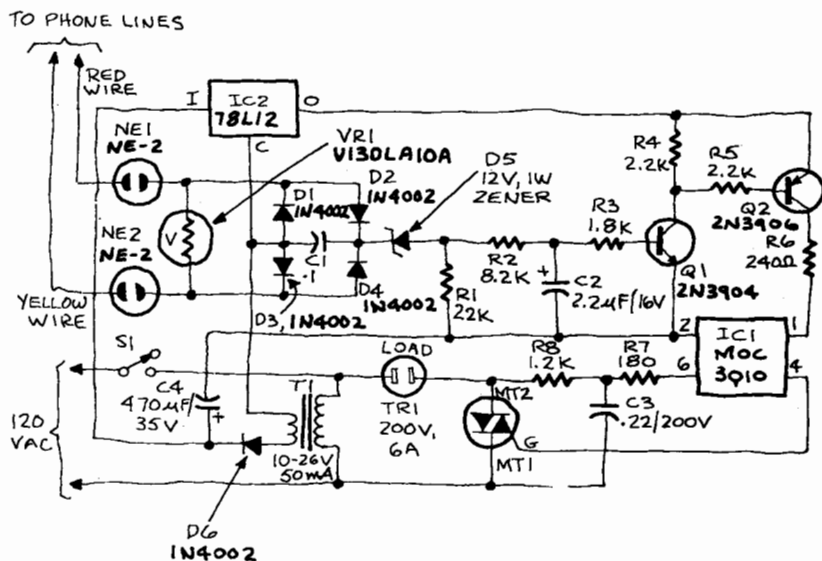 TO PHONE LINES
RED
WIRE
I
IC2
78L12
O
C
NE1
NE-2
VR1
V130LA10A
D1
1N4002
D2
1N4002
D5
12V, 1W
ZENER
R4
2.2K
R5
2.2K
Q2
2N3906
R3
1.8K
NE2
NE-2
V
C1
.1
R2
8.2K
R1
22K
+
C2
2.2µF/16V
Q1
2N3904
R6
240Ω
YELLOW
WIRE
D3, 1N4002
D4
1N4002
S1
LOAD
R8
1.2K
R7
180
2
IC1
MOC
3010
1
6
4
C4
470µF/
35V
+
T1
TR1
200V,
6A
MT2
G
MT1
C3
.22/200V
120
VAC
10-26V
50mA
D6
1N4002